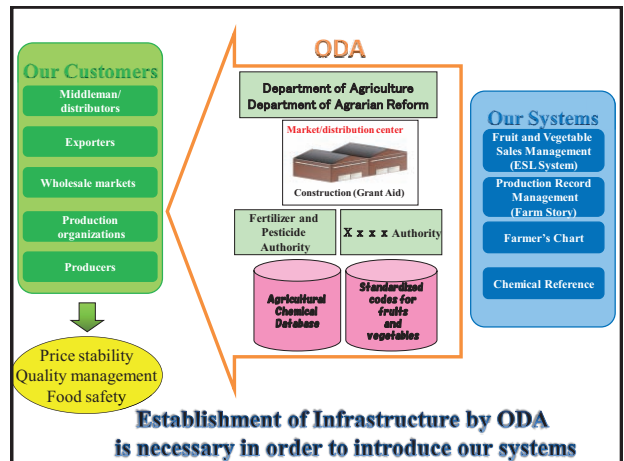 ODA
Our Customers
Middleman/
distributors
Exporters
Wholesale markets
Production
organizations
Producers
Price stability
Quality management
Food safety
Department of Agriculture
Department of Agrarian Reform
Market/distribution center
Construction (Grant Aid)
Fertilizer and
Pesticide
Authority
X x x x Authority
Agricultural
Chemical
Database
Standardized
codes for
fruits
and
vegetables
Our Systems
Fruit and Vegetable
Sales Management
(ESL System)
Production Record
Management
(Farm Story)
Farmer's Chart
Chemical Reference
Establishment of Infrastructure by ODA
is necessary in order to introduce our systems